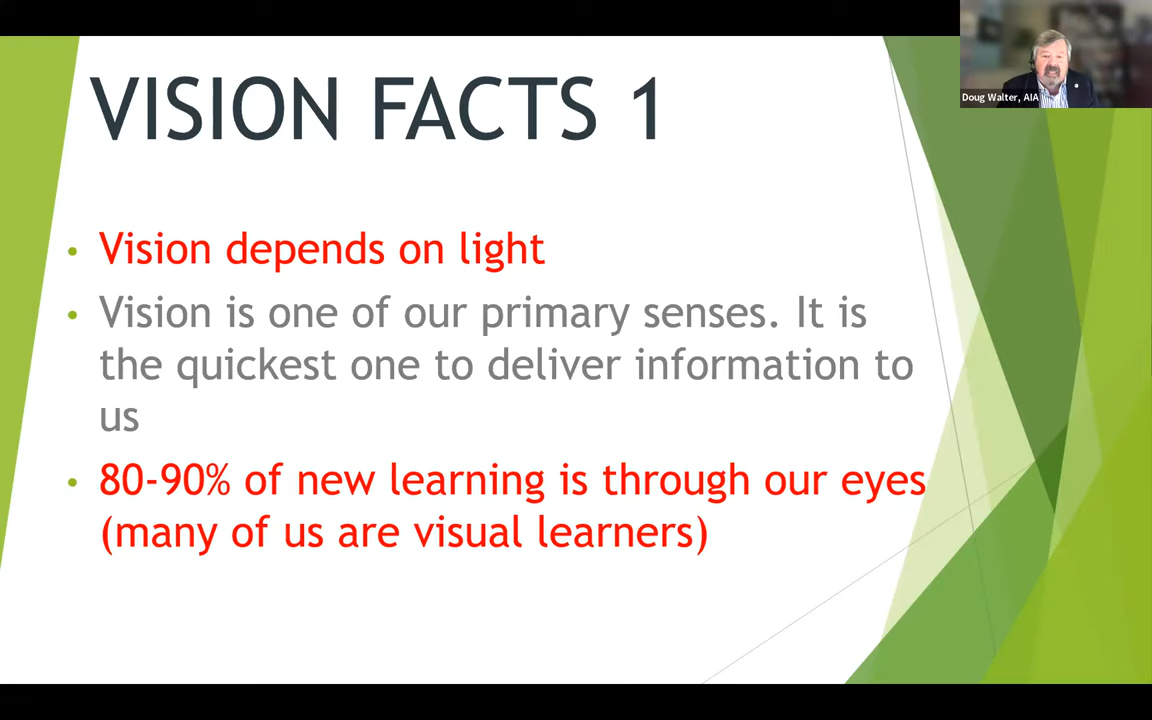 VISION FACTS 1
Doug Walter, AIA
• Vision depends on light
• Vision is one of our primary senses. It is
the quickest one to deliver information to
us
• 80-90% of new learning is through our eyes
(many of us are visual learners)